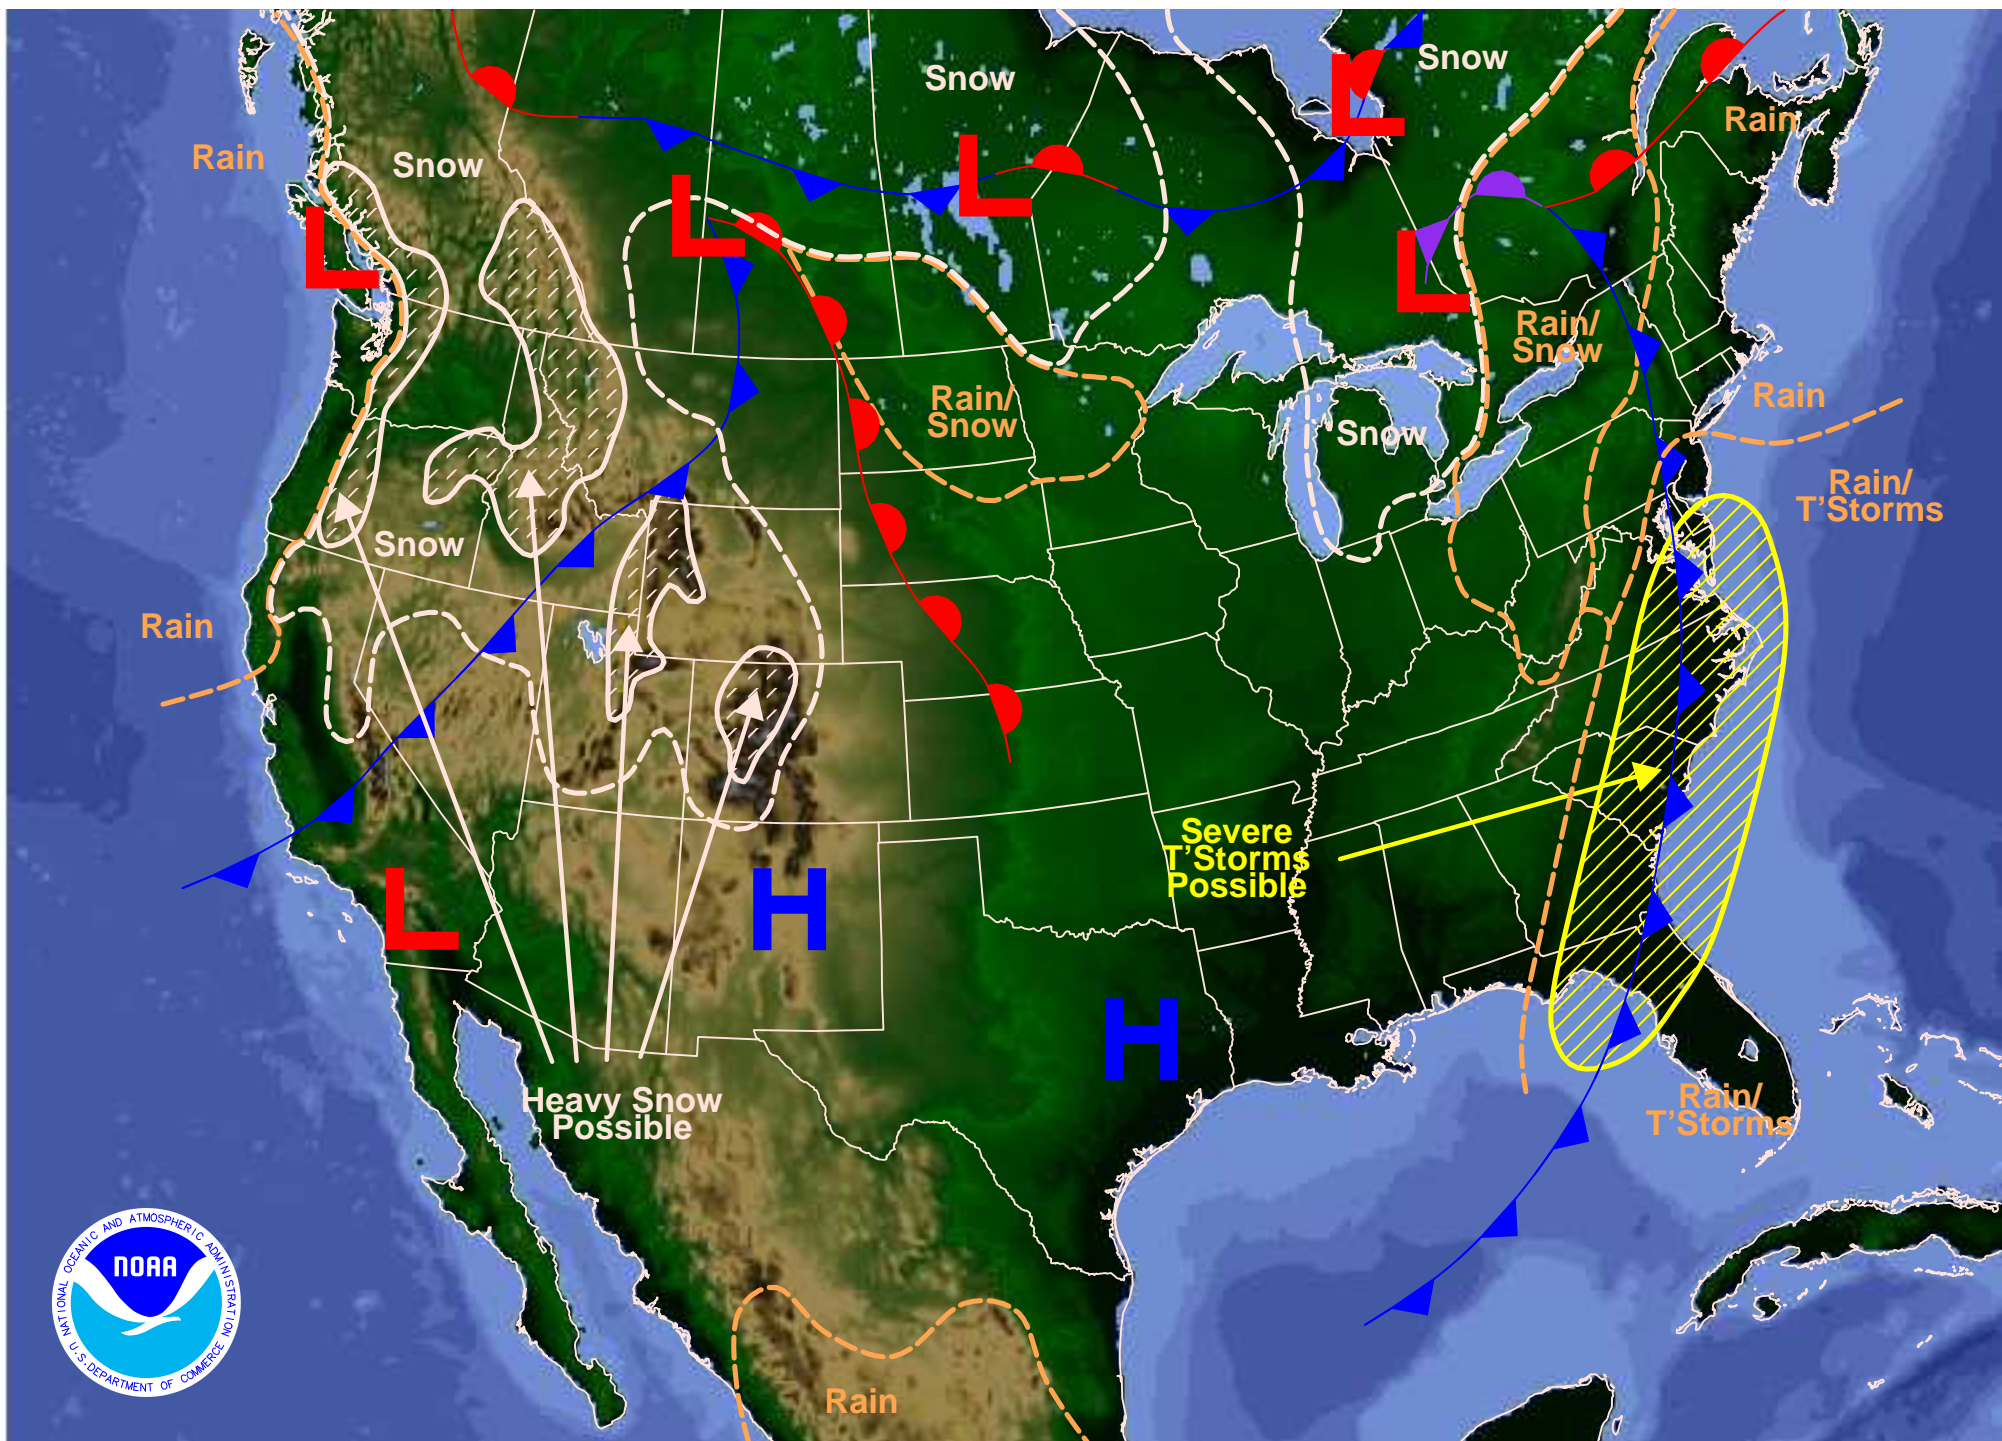 Snow
Snow
L
Rain
Rain
Snow
L
L
L
L
Rain/
Snow
Rain/
Snow
Rain
Snow
Rain/
T'Storms
Snow
Rain
Severe
T'Storms
Possible
L
H
H
Heavy Snow
Possible
Rain/
T'Storms
Rain
NATIONAL OCEANIC AND ATMOSPHERIC ADMINISTRATION
NOAA
U.S. DEPARTMENT OF COMMERCE